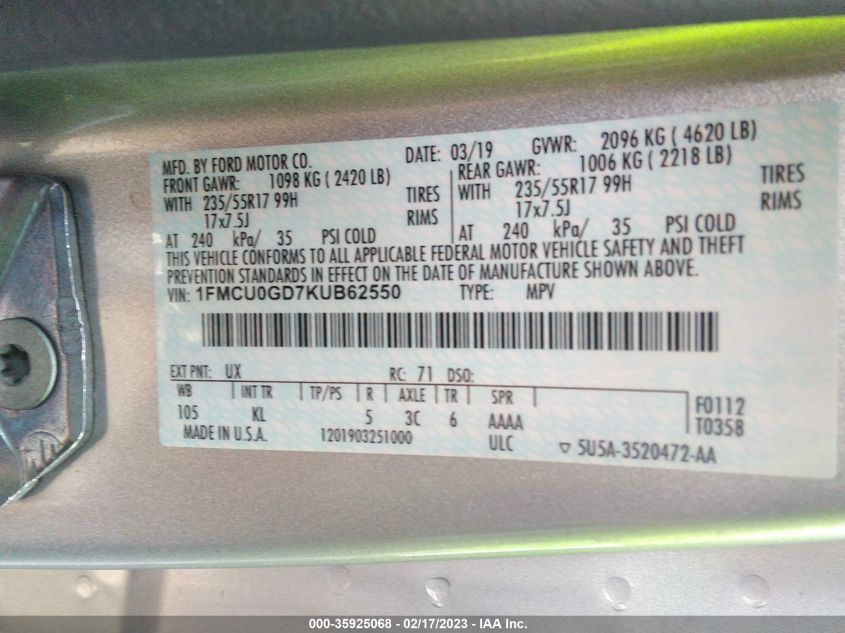 MFD. BY FORD MOTOR CO. DATE: 03/19 GVWR: 2096 KG ( 4620 LB)
FRONT GAWR: 1098 KG ( 2420 LB) REAR GAWR: 1006 KG ( 2218 LB)
WITH 235/55R17 99H TIRES WITH 235/55R17 99H TIRES
17x7.5J RIMS 17x7.5J RIMS
AT 240 kPa/ 35 PSI COLD AT 240 kPa/ 35 PSI COLD
THIS VEHICLE CONFORMS TO ALL APPLICABLE FEDERAL MOTOR VEHICLE SAFETY AND THEFT
PREVENTION STANDARDS IN EFFECT ON THE DATE OF MANUFACTURE SHOWN ABOVE.
VIN: 1FMCU0GD7KUB62550 TYPE: MPV
EXT PNT: UX RC: 71 DSO:
WB INT TR TP/PS R AXLE TR SPR
105 KL 5 3C 6 AAAA F0112
T0358
MADE IN U.S.A. 1201903251000 ULC ▽ 5U5A-3520472-AA
000-35925068 - 02/17/2023 - IAA Inc.